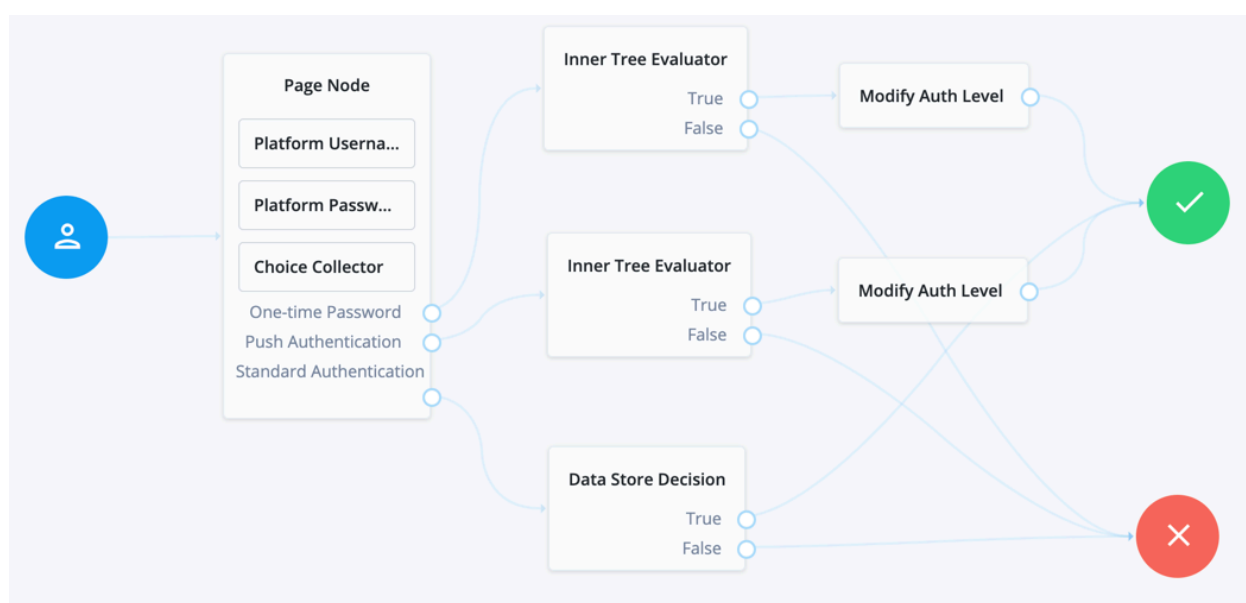 Page Node
Platform Userna...
Platform Passw...
Choice Collector
One-time Password
Push Authentication
Standard Authentication
Inner Tree Evaluator
True
False
Modify Auth Level
Inner Tree Evaluator
True
False
Modify Auth Level
Data Store Decision
True
False